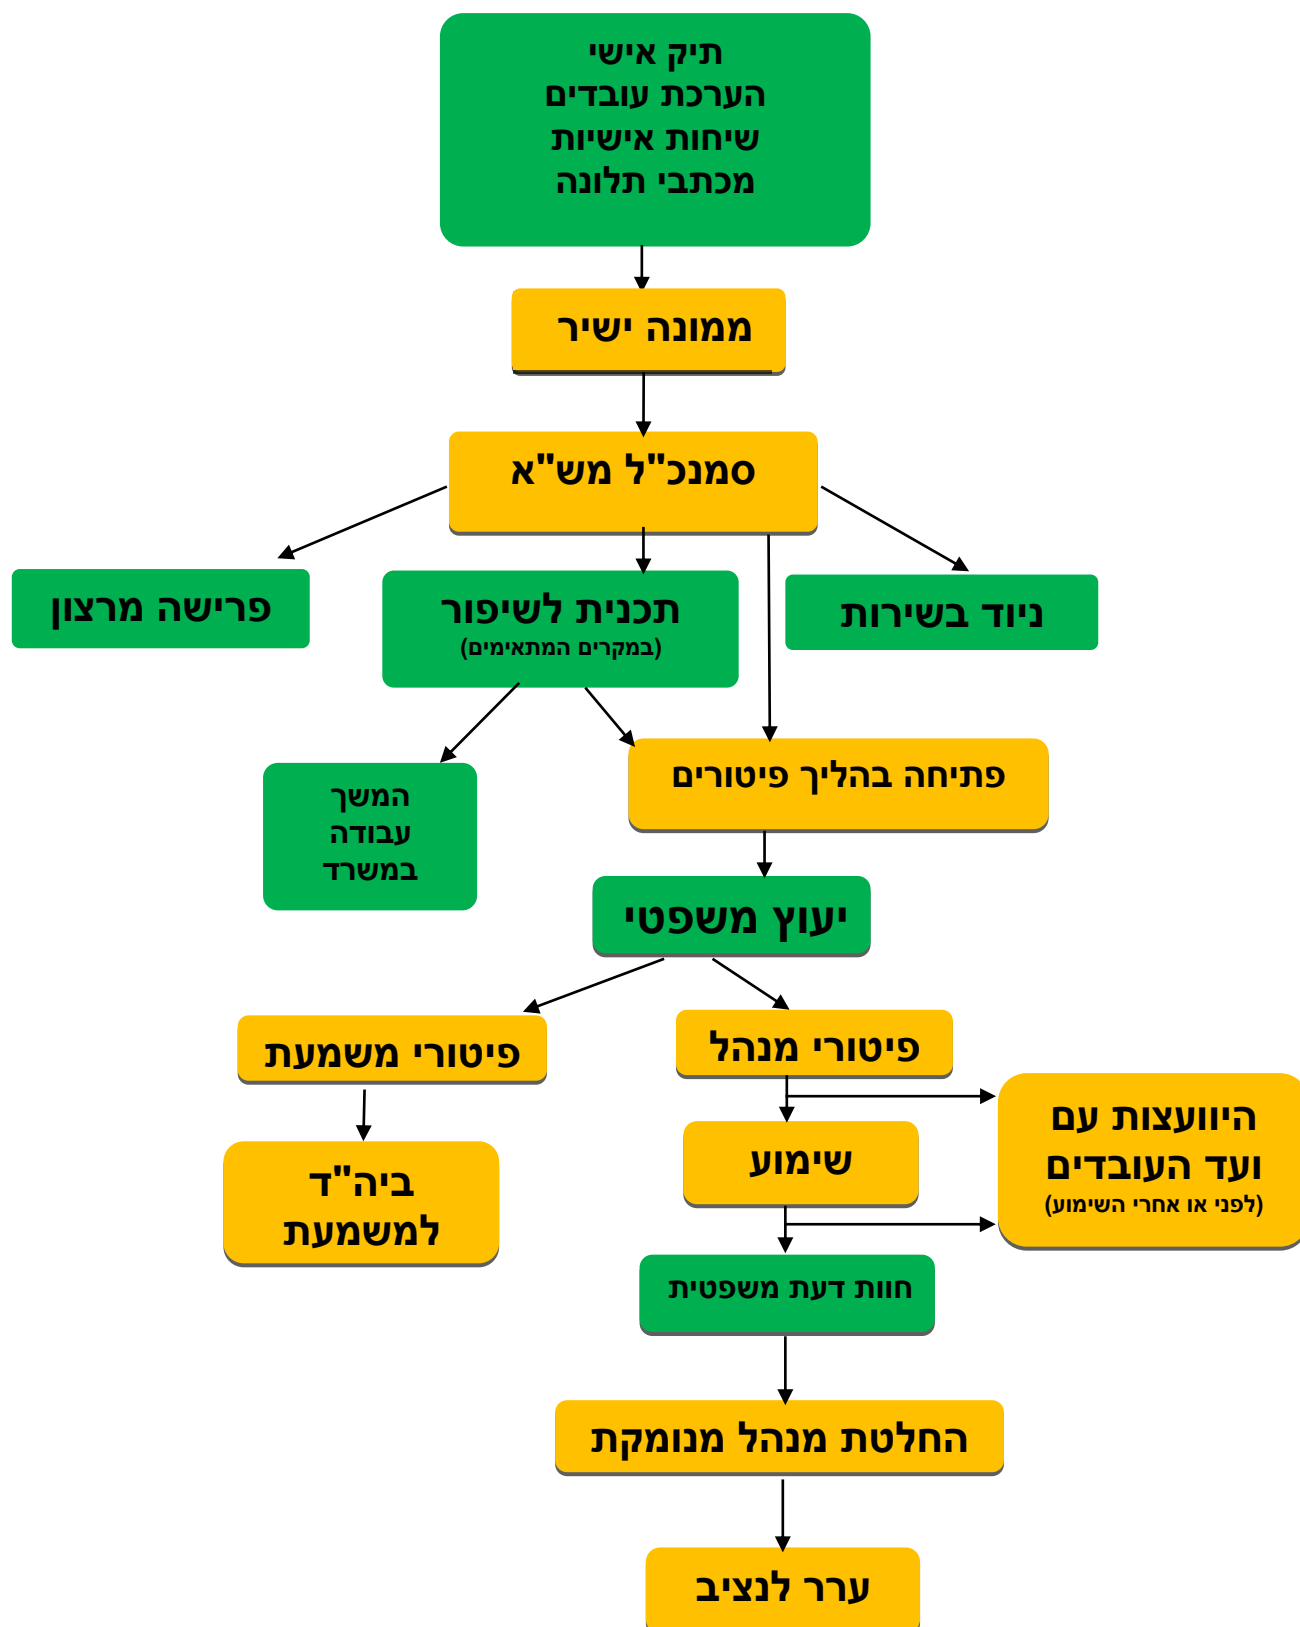 תיק אישי
הערכת עובדים
שיחות אישיות
מכתבי תלונה
ממונה ישיר
סמנכ"ל מש"א
ניוד בשירות
תכנית לשיפור
(במקרים המתאימים)
פרישה מרצון
פתיחה בהליך פיטורים
המשך
עבודה
במשרד
יעוץ משפטי
פיטורי מנהל
פיטורי משמעת
היוועצות עם
ועד העובדים
(לפני או אחרי השימוע)
שימוע
ביה"ד
למשמעת
חוות דעת משפטית
החלטת מנהל מנומקת
ערר לנציב